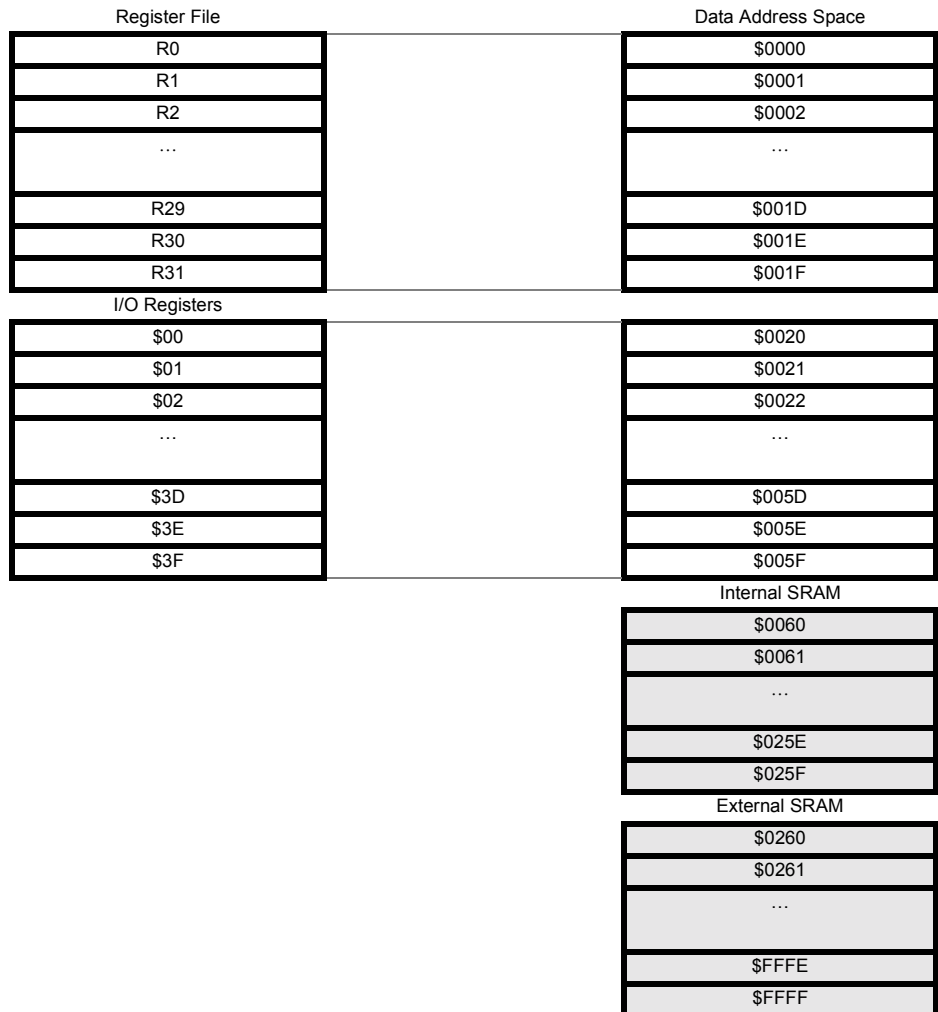 Register File
R0
R1
R2
…
R29
R30
R31
I/O Registers
$00
$01
$02
…
$3D
$3E
$3F
Data Address Space
$0000
$0001
$0002
…
$001D
$001E
$001F
$0020
$0021
$0022
…
$005D
$005E
$005F
Internal SRAM
$0060
$0061
…
$025E
$025F
External SRAM
$0260
$0261
…
$FFFE
$FFFF